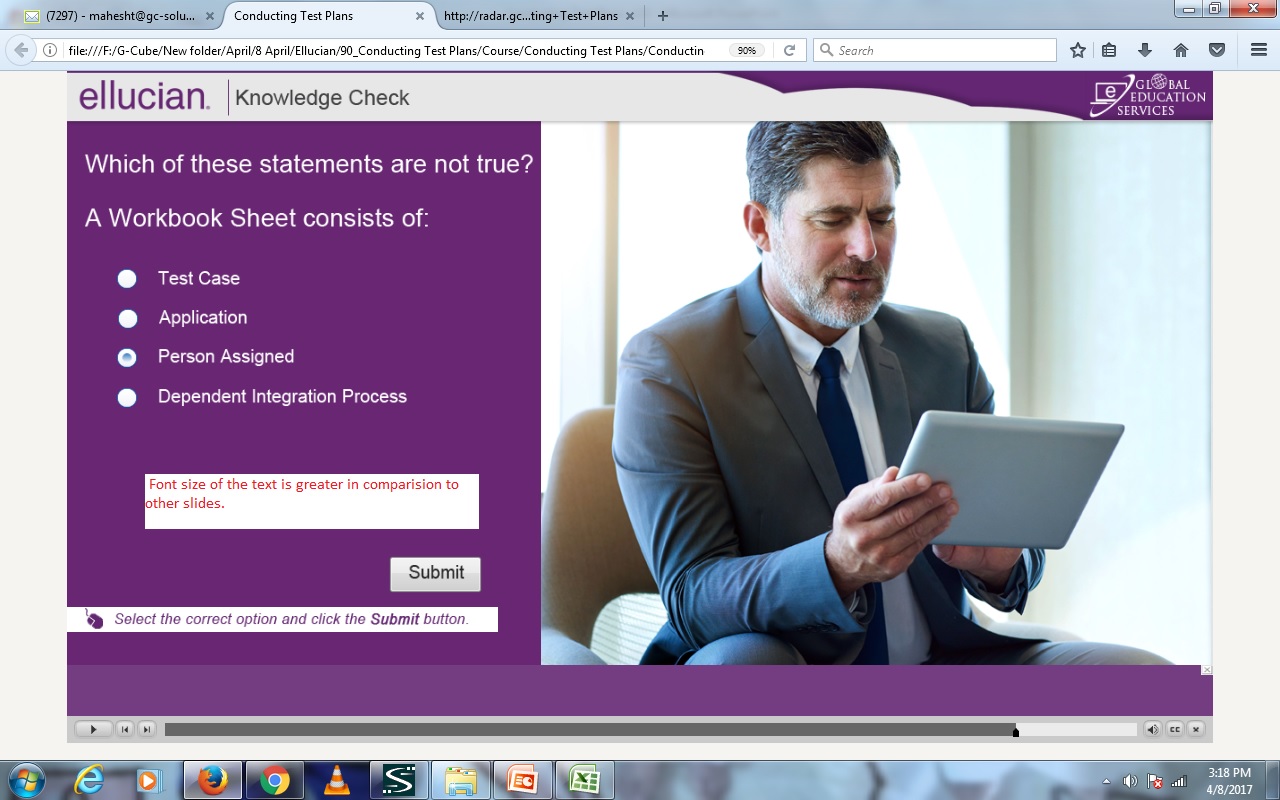 (7297) - mahesht@gc-solu...
Conducting Test Plans
http://radar.gc...ting+Test+Plans
file:///F:/G-Cube/New folder/April/8 April/Ellucian/90_Conducting Test Plans/Course/Conducting Test Plans/Conductin
90%
Search
ellucian.
Knowledge Check
GLOBAL
EDUCATION
SERVICES
Which of these statements are not true?
A Workbook Sheet consists of:
Test Case
Application
Person Assigned
Dependent Integration Process
Font size of the text is greater in comparision to
other slides.
Submit
Select the correct option and click the Submit button.
CC
3:18 PM
4/8/2017